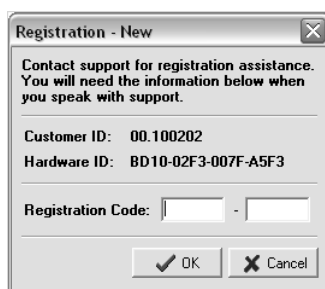 Registration - New
Contact support for registration assistance.
You will need the information below when
you speak with support.
Customer ID: 00.100202
Hardware ID: BD10-02F3-007F-A5F3
Registration Code: -
OK Cancel